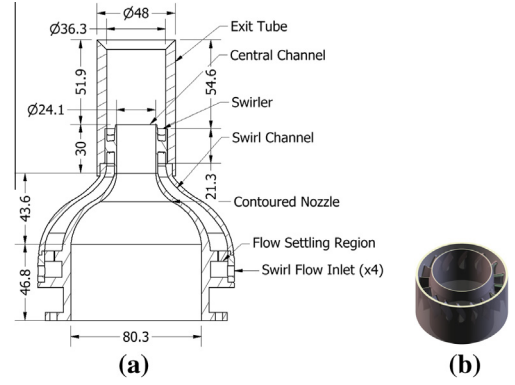 Ø48
Ø36.3
Exit Tube
Central Channel
51.9
54.6
Ø24.1
Swirler
Swirl Channel
30
21.3
Contoured Nozzle
43.6
Flow Settling Region
Swirl Flow Inlet (x4)
46.8
80.3
(a)
(b)